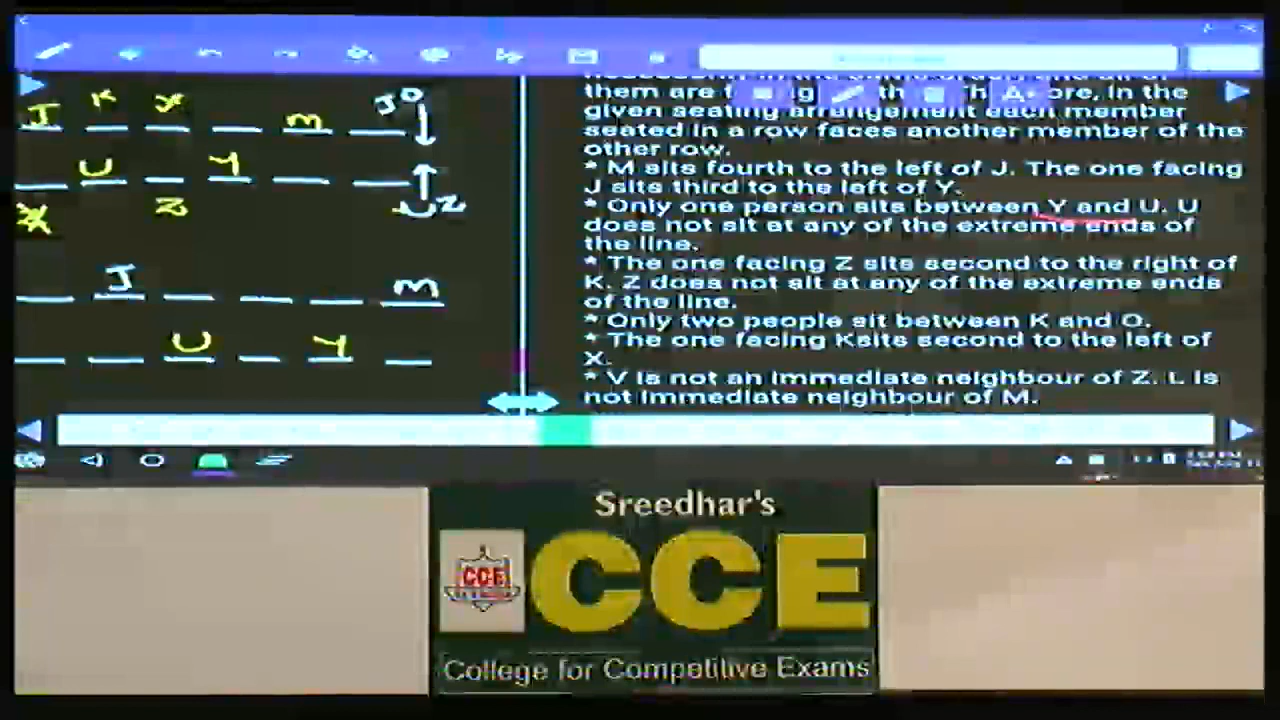 J K X m J O
U Y
X Z U Z
J m
U Y
given seating arrangement each member
seated in a row faces another member of the
other row.
* M sits fourth to the left of J. The one facing
J sits third to the left of Y.
* Only one person sits between Y and U. U
does not sit at any of the extreme ends of
the line.
* The one facing Z sits second to the right of
K. Z does not sit at any of the extreme ends
of the line.
* Only two people sit between K and O.
* The one facing Ksits second to the left of
X.
* V is not an immediate neighbour of Z. L is
not immediate neighbour of M.
Sreedhar's
CCE
CCE
College for Competitive Exams